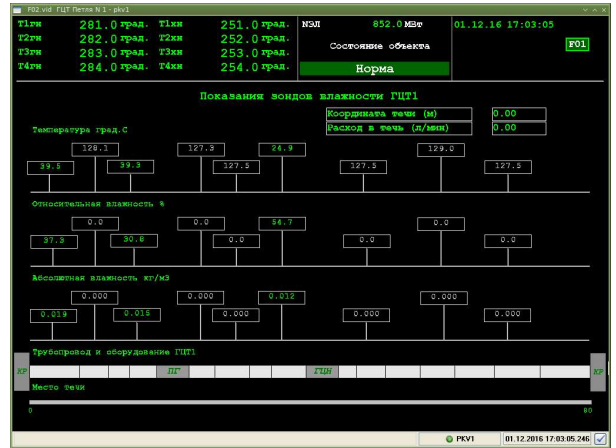 F02.vid ГЦТ Петля N 1 - pkv1
T1гн 281.0 град. T1хн 251.0 град. NЭЛ 852.0 МВт 01.12.16 17:03:05
T2гн 282.0 град. T2хн 252.0 град.
Состояние объекта F01
T3гн 283.0 град. T3хн 253.0 град.
T4гн 284.0 град. T4хн 254.0 град.
Норма
Показания зондов влажности ГЦТ1
Координата течи (м) 0.00
Расход в течь (л/мин) 0.00
Температура град.С
128.1 127.3 24.9 129.0
39.5 39.3 127.5 127.5 127.5
Относительная влажность %
0.0 0.0 54.7 0.0
37.3 30.8 0.0 0.0 0.0
Абсолютная влажность кг/м3
0.000 0.000 0.012 0.000
0.019 0.015 0.000 0.000 0.000
Трубопровод и оборудование ГЦТ1
КР ПГ ГЦН КР
Место течи
0 80
PKV1 01.12.2016 17:03:05.246